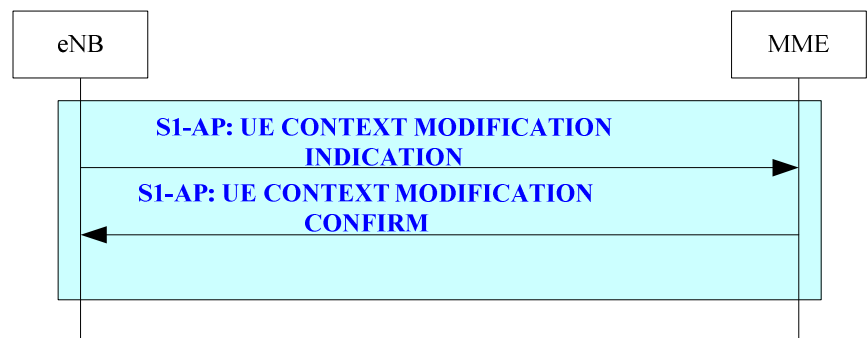 eNB
MME
S1-AP: UE CONTEXT MODIFICATION
INDICATION
S1-AP: UE CONTEXT MODIFICATION
CONFIRM